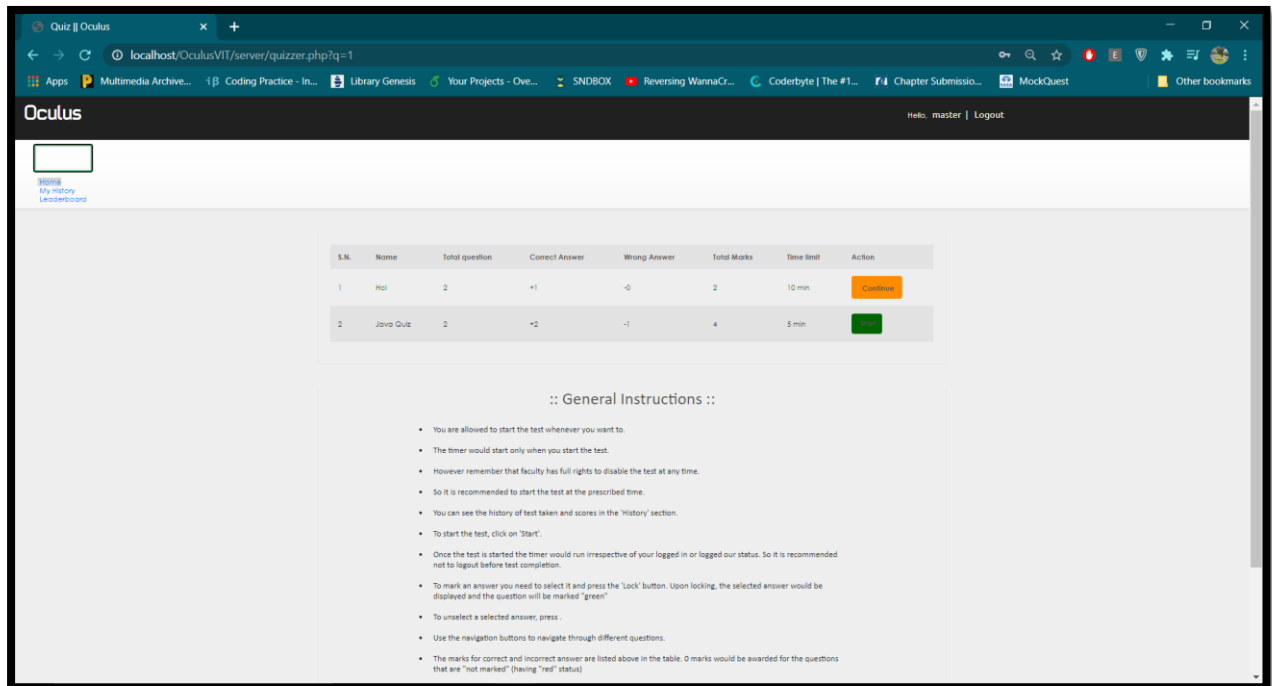 Quiz || Oculus
localhost/OculusVIT/server/quizzer.php?q=1
Apps Multimedia Archive... Coding Practice - In... Library Genesis Your Projects - Ove... SNDBOX Reversing WannaCr... Coderbyte | The #1... Chapter Submissio... MockQuest Other bookmarks
Oculus Hello, master | Logout
Home
My History
Leaderboard
S.N. Name Total question Correct Answer Wrong Answer Total Marks Time limit Action
1 Hoi 2 +1 -0 2 10 min Continue
2 Java Quiz 2 +2 -1 4 5 min Start
:: General Instructions ::
• You are allowed to start the test whenever you want to.
• The timer would start only when you start the test.
• However remember that faculty has full rights to disable the test at any time.
• So it is recommended to start the test at the prescribed time.
• You can see the history of test taken and scores in the 'History' section.
• To start the test, click on 'Start'.
• Once the test is started the timer would run irrespective of your logged in or logged our status. So it is recommended
not to logout before test completion.
• To mark an answer you need to select it and press the 'Lock' button. Upon locking, the selected answer would be
displayed and the question will be marked "green"
• To unselect a selected answer, press .
• Use the navigation buttons to navigate through different questions.
• The marks for correct and incorrect answer are listed above in the table. 0 marks would be awarded for the questions
that are "not marked" (having "red" status)